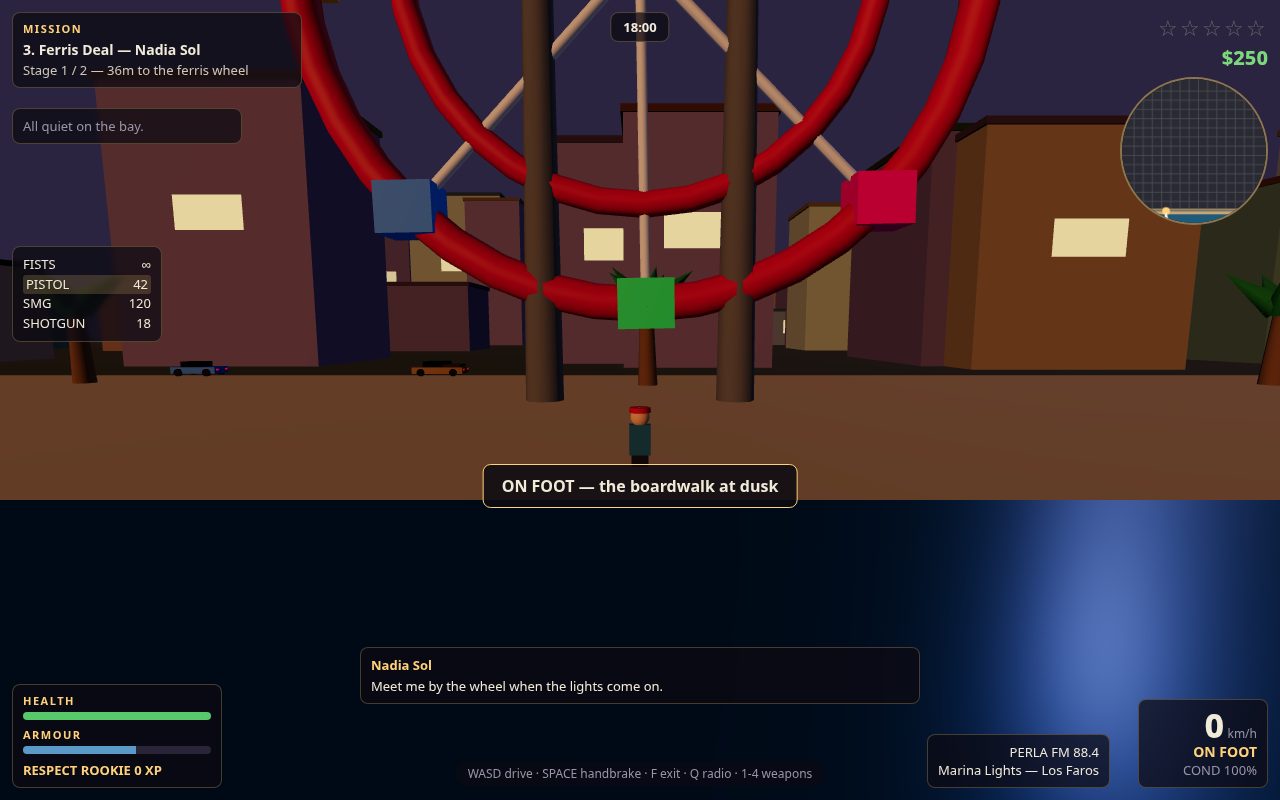 MISSION
3. Ferris Deal — Nadia Sol
Stage 1 / 2 — 36m to the ferris wheel
18:00
☆☆☆☆☆
$250
All quiet on the bay.
FISTS ∞
PISTOL 42
SMG 120
SHOTGUN 18
ON FOOT — the boardwalk at dusk
Nadia Sol
Meet me by the wheel when the lights come on.
HEALTH
ARMOUR
RESPECT ROOKIE 0 XP
WASD drive · SPACE handbrake · F exit · Q radio · 1-4 weapons
PERLA FM 88.4
Marina Lights — Los Faros
0 km/h
ON FOOT
COND 100%